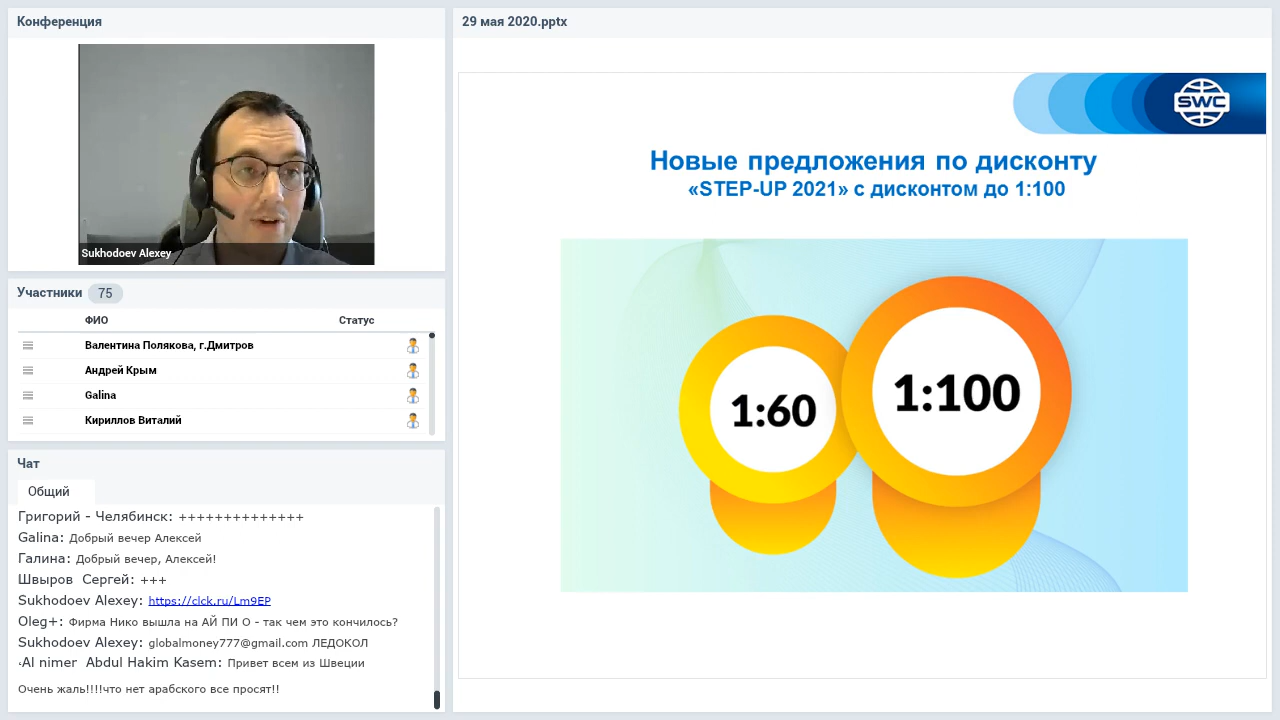 Конференция
Sukhodoev Alexey
Участники 75
ФИО Статус
Валентина Полякова, г.Дмитров
Андрей Крым
Galina
Кириллов Виталий
Чат
Общий
Григорий - Челябинск: ++++++++++++++
Galina: Добрый вечер Алексей
Галина: Добрый вечер, Алексей!
Швыров Сергей: +++
Sukhodoev Alexey: https://clck.ru/Lm9EP
Oleg+: Фирма Нико вышла на АЙ ПИ О - так чем это кончилось?
Sukhodoev Alexey: globalmoney777@gmail.com ЛЕДОКОЛ
·Al nimer Abdul Hakim Kasem: Привет всем из Швеции
Очень жаль!!!!что нет арабского все просят!!
29 мая 2020.pptx
SWC
Новые предложения по дисконту
«STEP-UP 2021» с дисконтом до 1:100
1:60
1:100